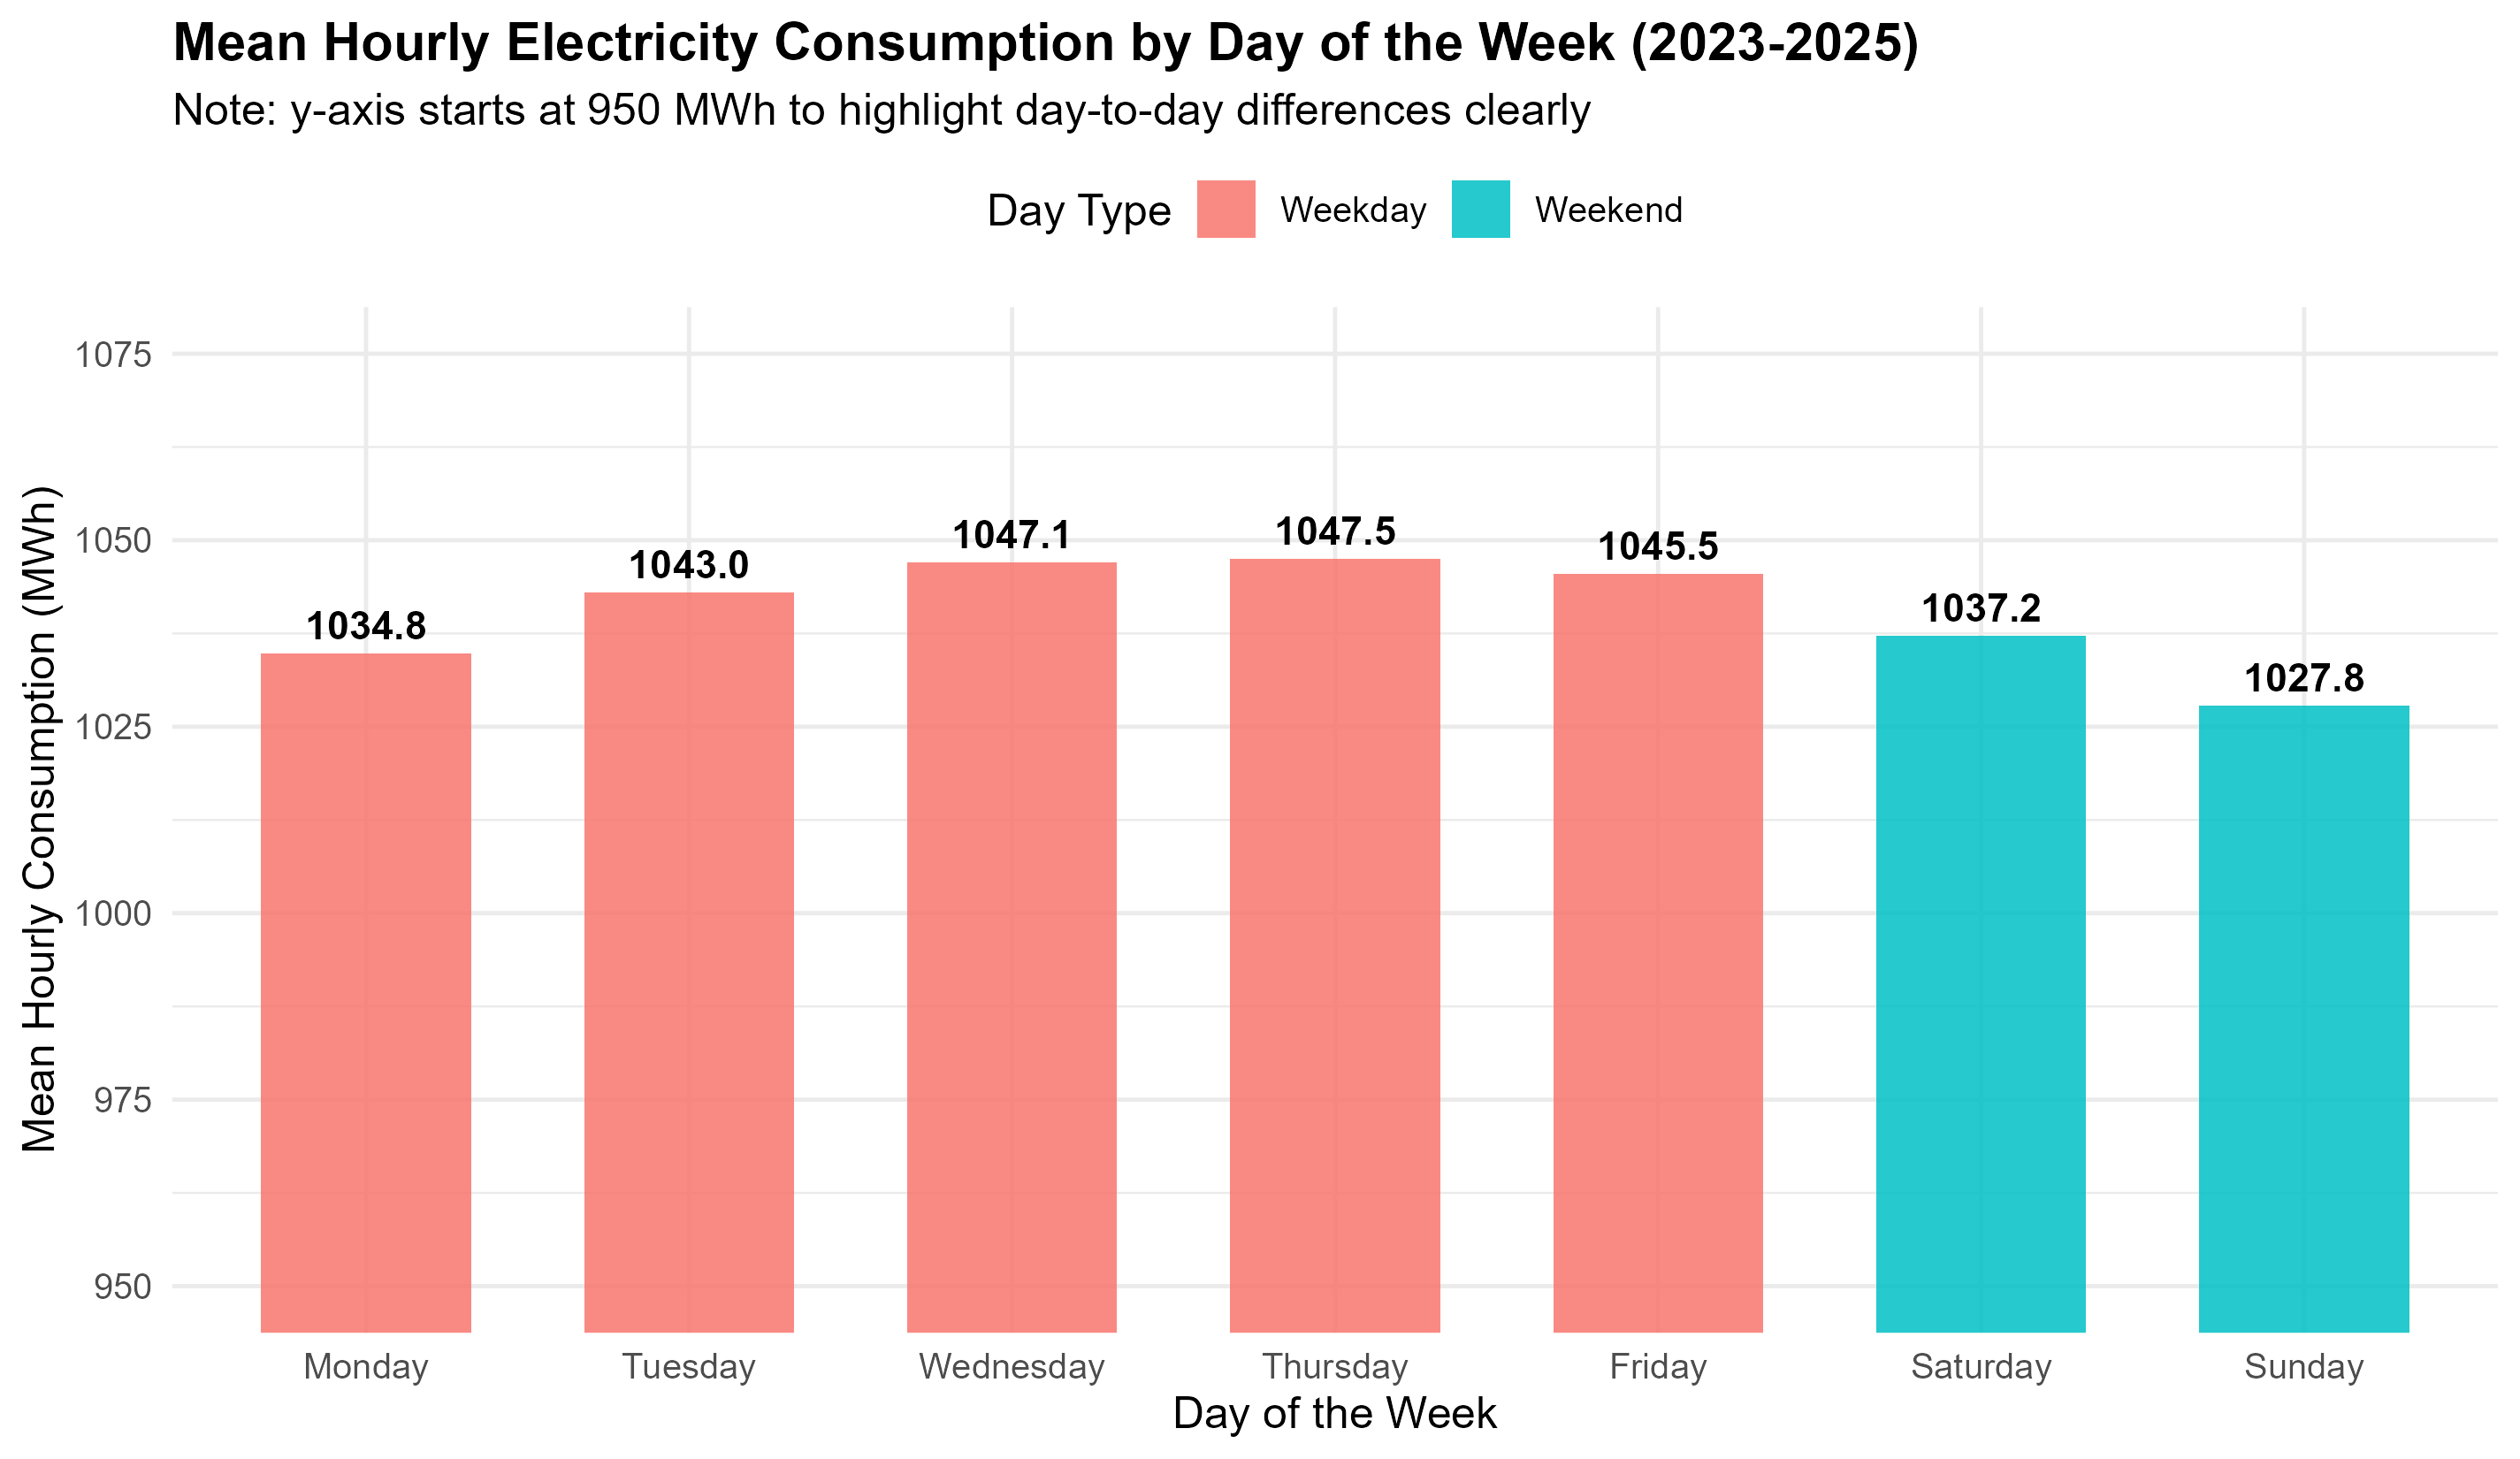 Mean Hourly Electricity Consumption by Day of the Week (2023-2025)
Note: y-axis starts at 950 MWh to highlight day-to-day differences clearly
Day Type
Weekday
Weekend
Mean Hourly Consumption (MWh)
1075
1050
1025
1000
975
950
1034.8
1043.0
1047.1
1047.5
1045.5
1037.2
1027.8
Monday
Tuesday
Wednesday
Thursday
Friday
Saturday
Sunday
Day of the Week